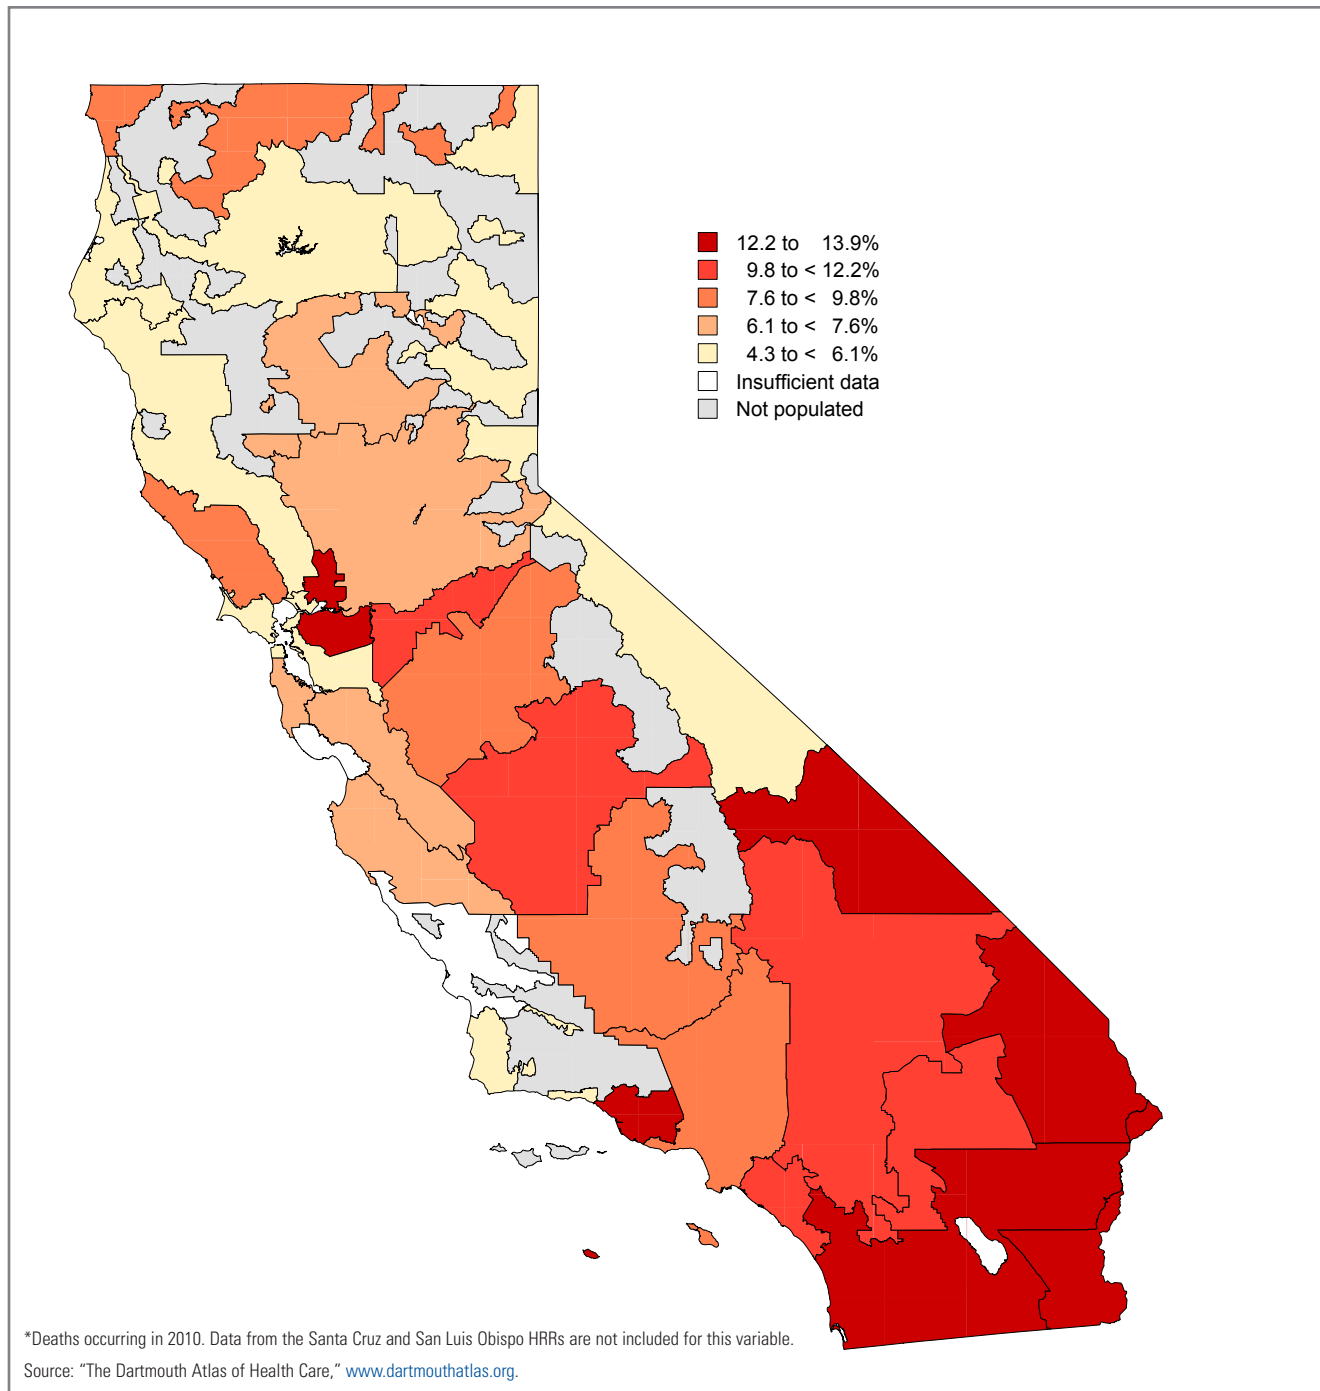 12.2 to 13.9%
9.8 to < 12.2%
7.6 to < 9.8%
6.1 to < 7.6%
4.3 to < 6.1%
Insufficient data
Not populated
*Deaths occurring in 2010. Data from the Santa Cruz and San Luis Obispo HRRs are not included for this variable.
Source: “The Dartmouth Atlas of Health Care,” www.dartmouthatlas.org.